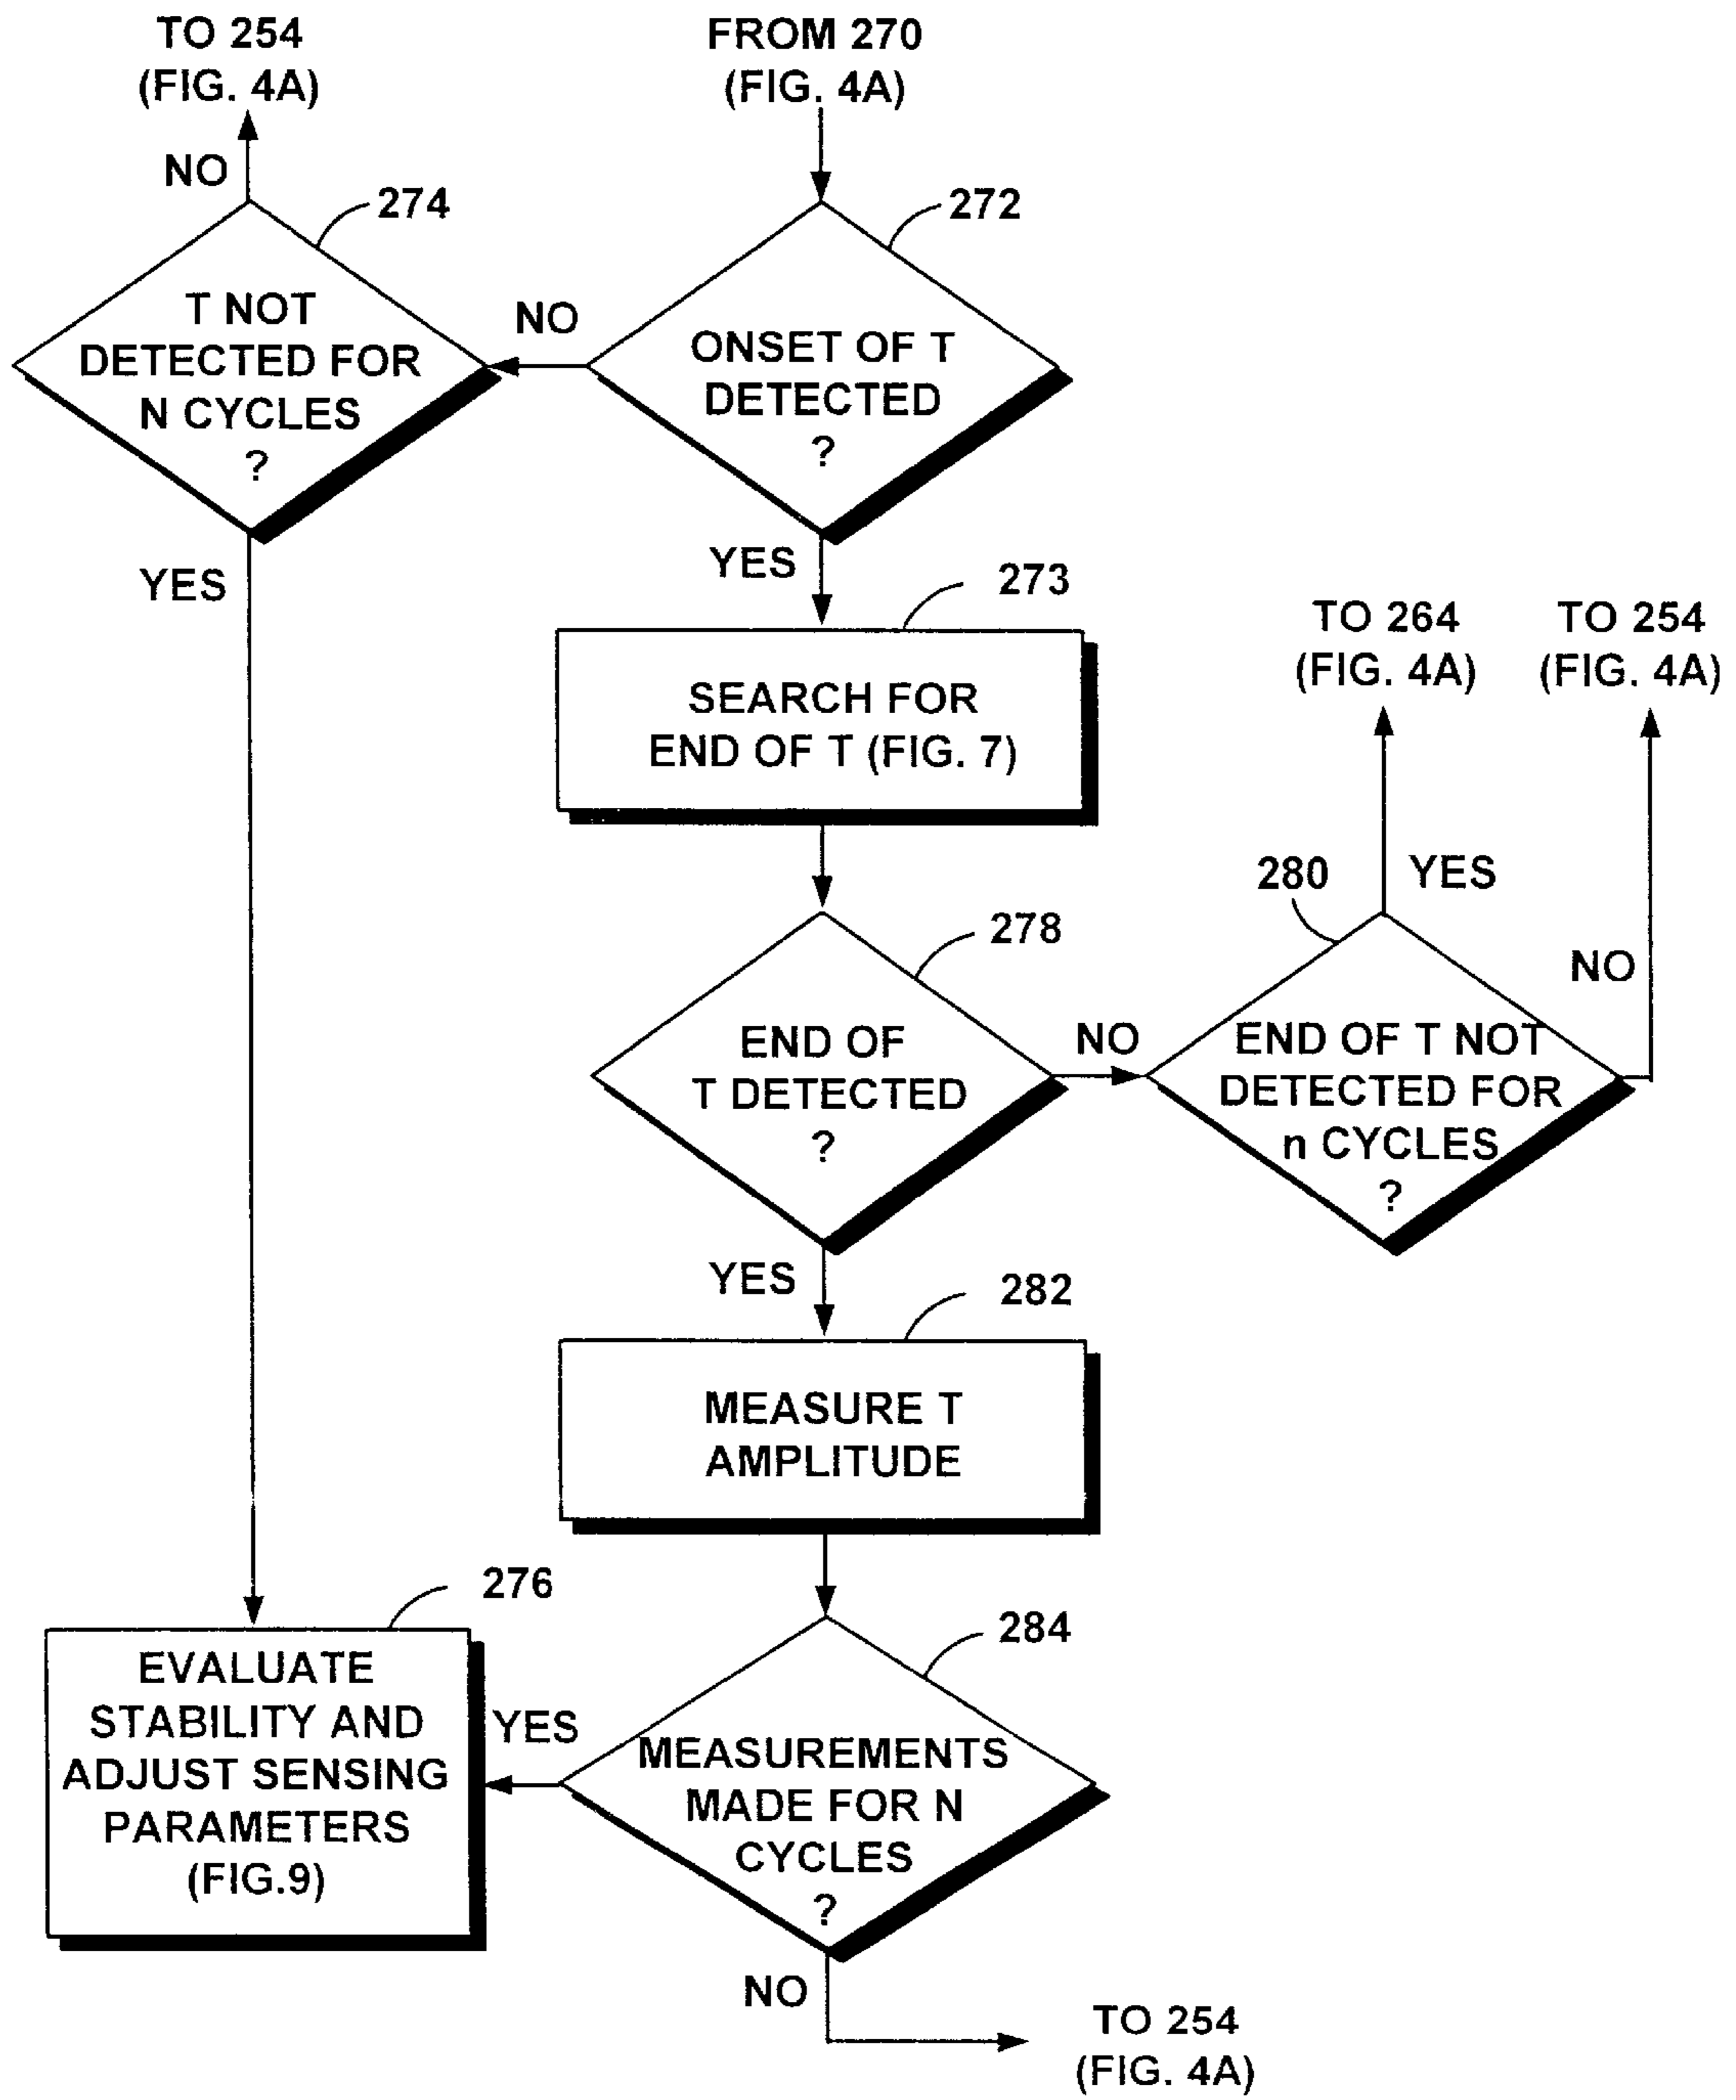 TO 254
(FIG. 4A)
FROM 270
(FIG. 4A)
NO
274
272
T NOT
DETECTED FOR
N CYCLES
?
NO
ONSET OF T
DETECTED
?
YES
YES
273
SEARCH FOR
END OF T (FIG. 7)
TO 264
(FIG. 4A)
TO 254
(FIG. 4A)
278
END OF
T DETECTED
?
NO
280
YES
NO
END OF T NOT
DETECTED FOR
n CYCLES
?
YES
282
MEASURE T
AMPLITUDE
276
EVALUATE
STABILITY AND
ADJUST SENSING
PARAMETERS
(FIG.9)
YES
284
MEASUREMENTS
MADE FOR N
CYCLES
?
NO
TO 254
(FIG. 4A)